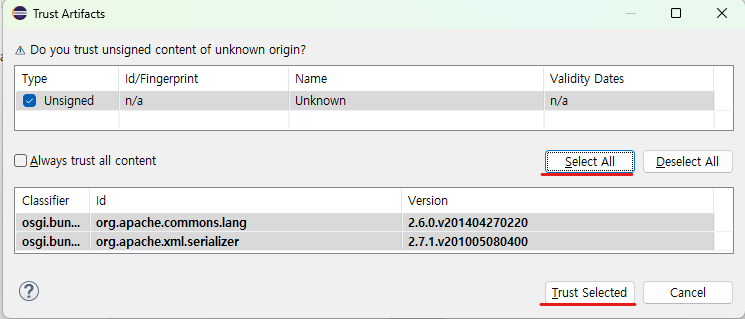 Trust Artifacts
Do you trust unsigned content of unknown origin?
Type Id/Fingerprint Name Validity Dates
Unsigned n/a Unknown n/a
Always trust all content Select All Deselect All
Classifier Id Version
osgi.bun... org.apache.commons.lang 2.6.0.v201404270220
osgi.bun... org.apache.xml.serializer 2.7.1.v201005080400
? Trust Selected Cancel